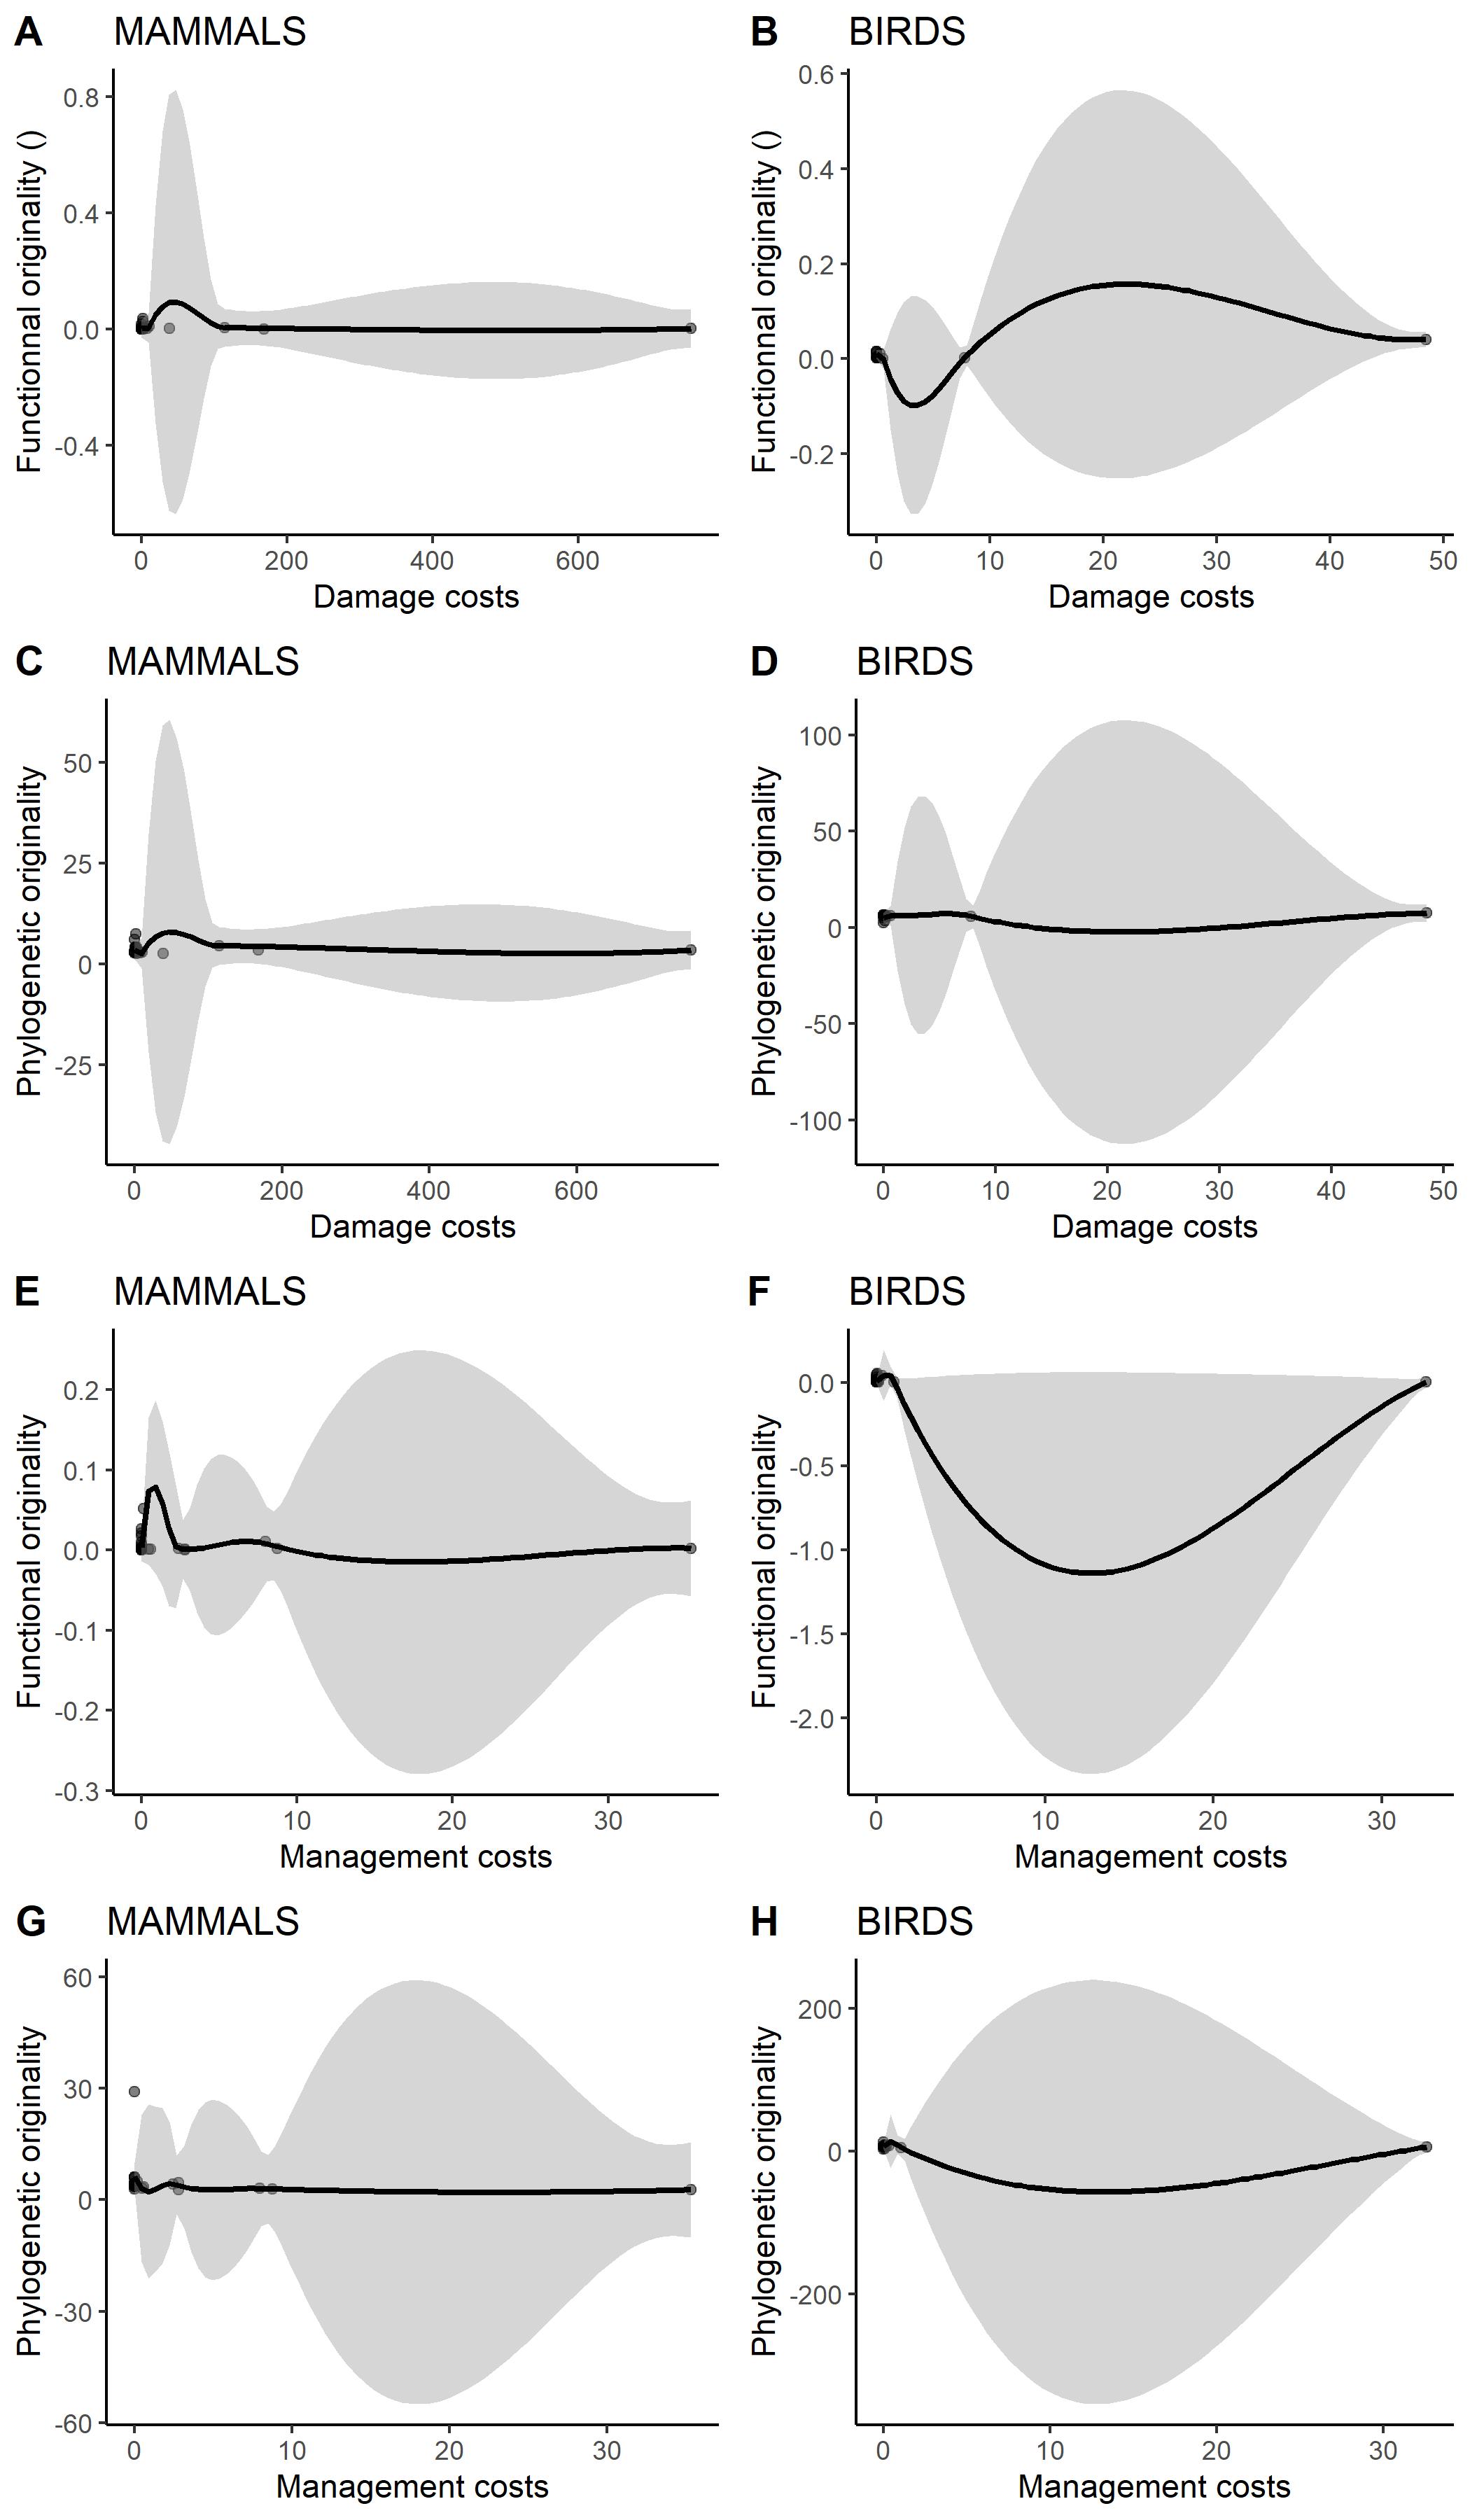 A MAMMALS
B BIRDS
Functionnal originality ()
0.8
0.4
0.0
-0.4
0 200 400 600
Damage costs
Functionnal originality ()
0.6
0.4
0.2
0.0
-0.2
0 10 20 30 40 50
Damage costs
C MAMMALS
D BIRDS
Phylogenetic originality
50
25
0
-25
0 200 400 600
Damage costs
Phylogenetic originality
100
50
0
-50
-100
0 10 20 30 40 50
Damage costs
E MAMMALS
F BIRDS
Functional originality
0.2
0.1
0.0
-0.1
-0.2
-0.3
0 10 20 30
Management costs
Functional originality
0.0
-0.5
-1.0
-1.5
-2.0
0 10 20 30
Management costs
G MAMMALS
H BIRDS
Phylogenetic originality
60
30
0
-30
-60
0 10 20 30
Management costs
Phylogenetic originality
200
0
-200
0 10 20 30
Management costs